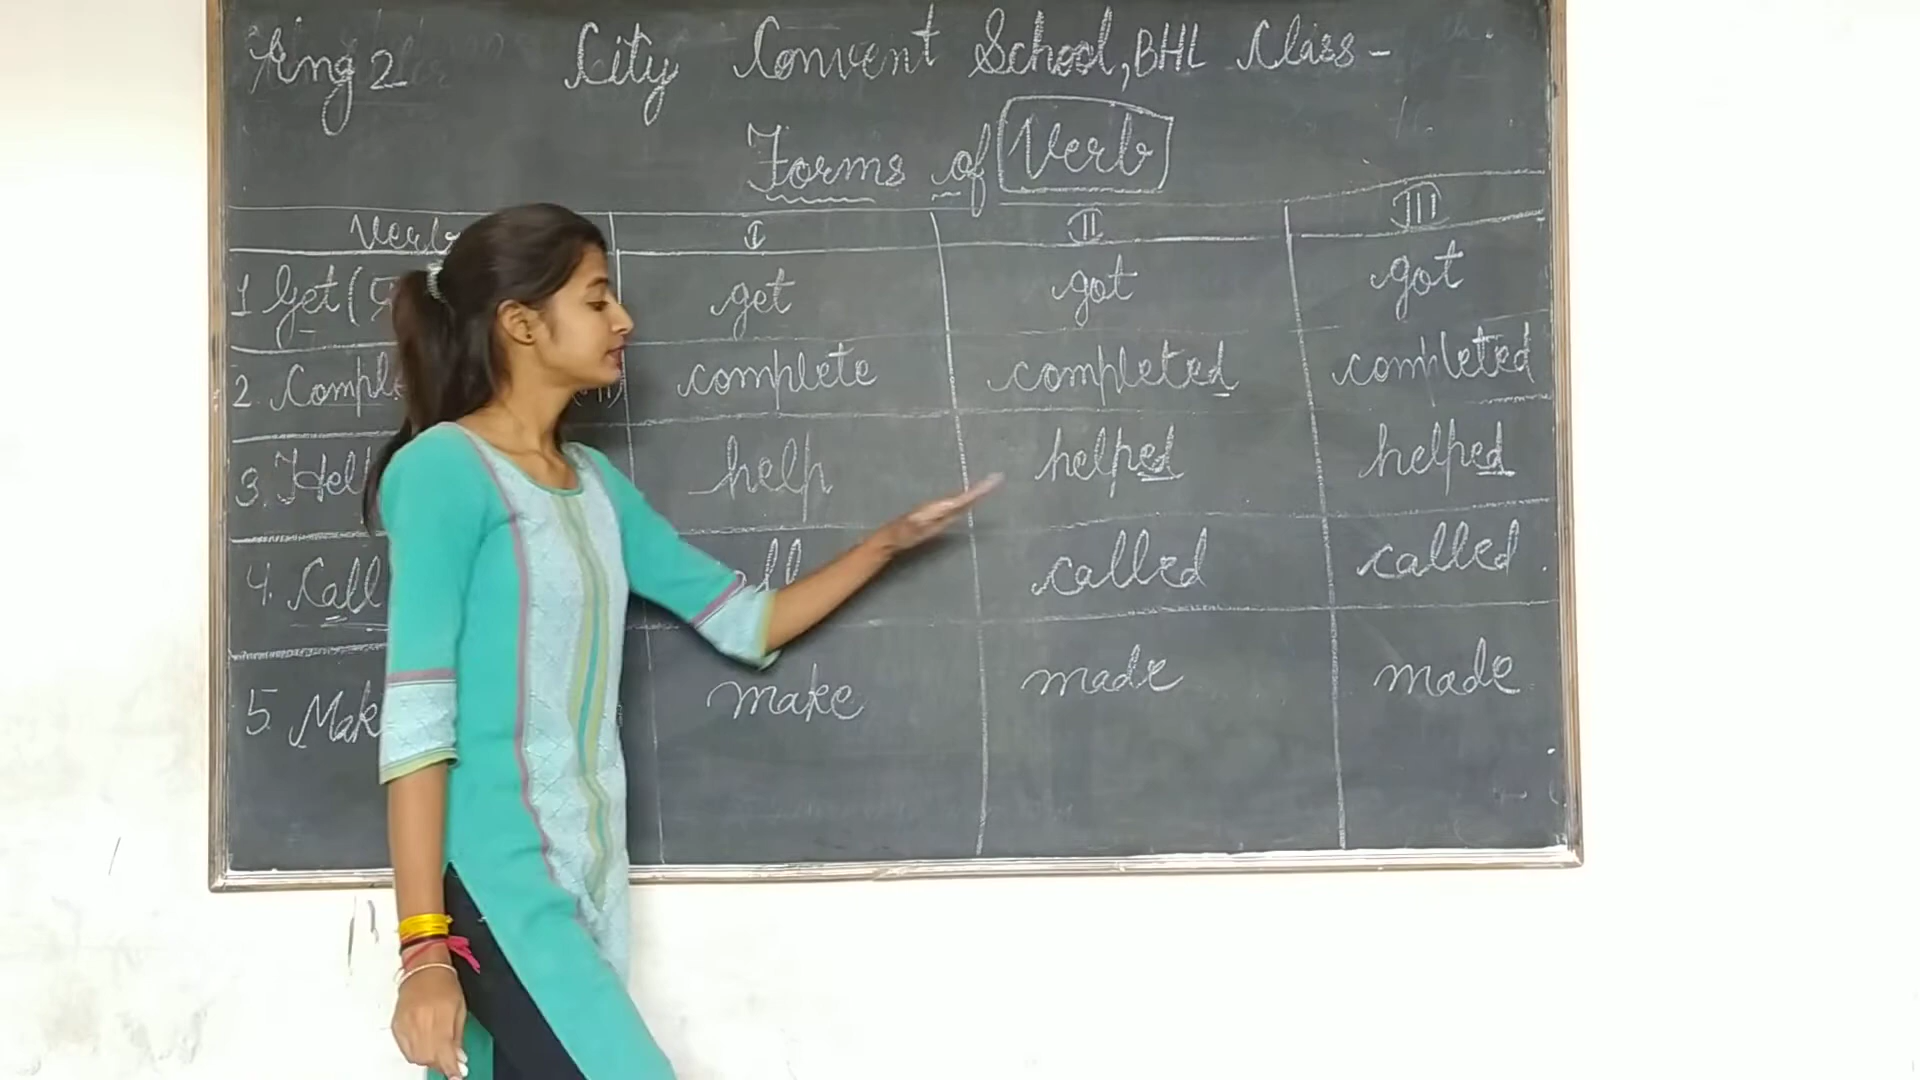 Eng 2 City Convent School, BHL Class -
Forms of Verb
Verb I II III
1 Get ( get got got
2. Comple complete completed completed
3. Hel help helped helped
4. Call called called
5. Mak make made made